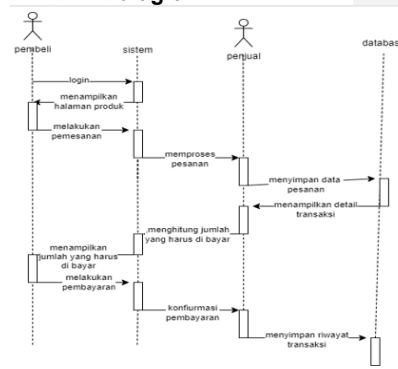 pembeli
sistem
penjual
databas
login
menampilkan
halaman produk
melakukan
pemesanan
memproses
pesanan
menyimpan data
pesanan
menampilkan detail
transaksi
menghitung jumlah
yang harus di bayar
menampilkan
jumlah yang harus
di bayar
melakukan
pembayaran
konfiurmasi
pembayaran
menyimpan riwayat
transaksi